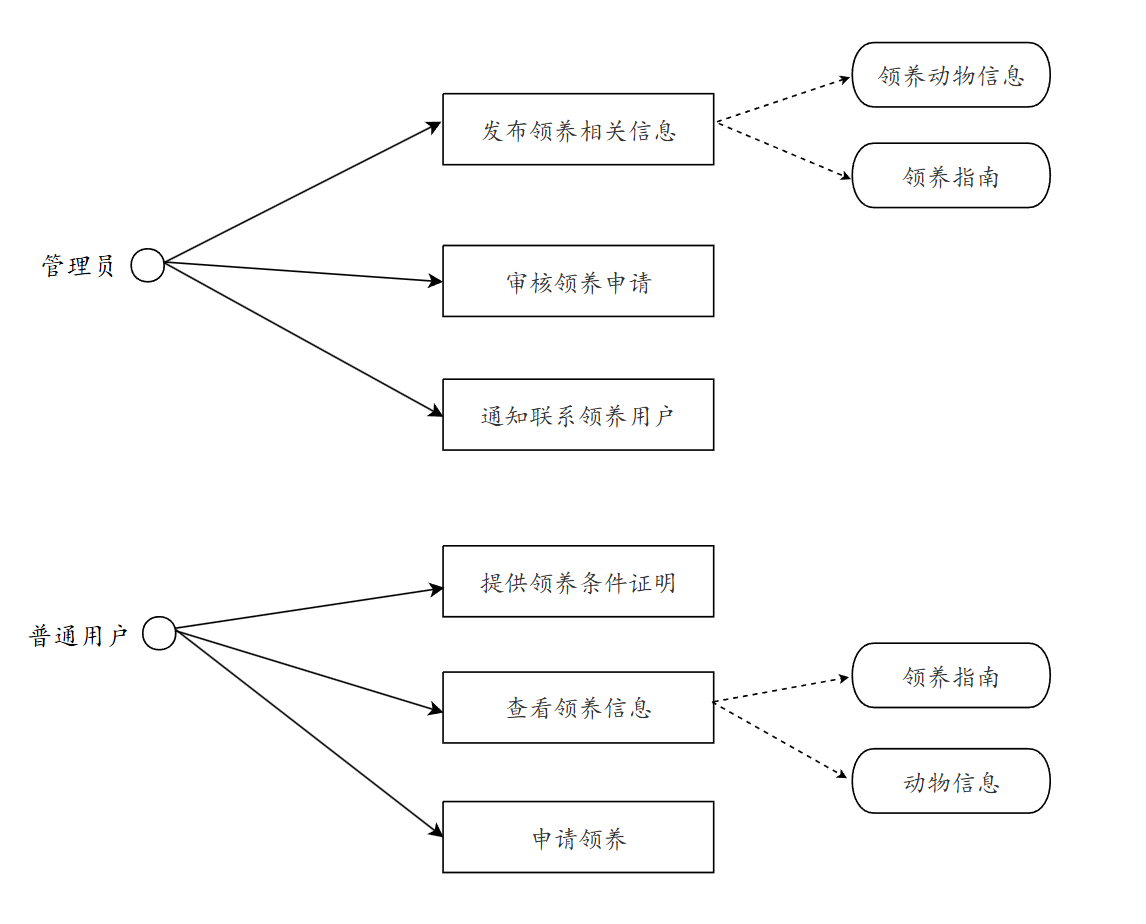 领养动物信息
发布领养相关信息
领养指南
管理员
审核领养申请
通知联系领养用户
提供领养条件证明
普通用户
领养指南
查看领养信息
动物信息
申请领养